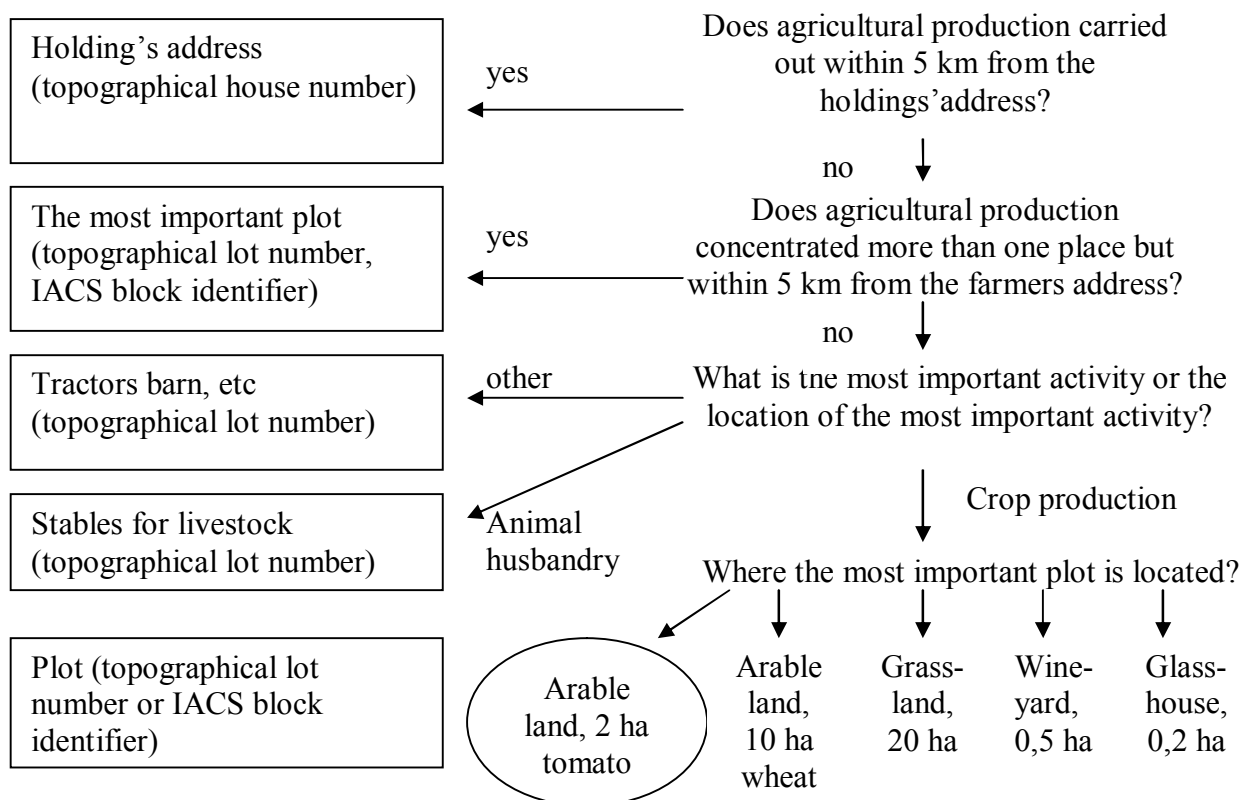 Holding’s address
(topographical house number)
yes
Does agricultural production carried
out within 5 km from the
holdings’address?
no
The most important plot
(topographical lot number,
IACS block identifier)
yes
Does agricultural production
concentrated more than one place but
within 5 km from the farmers address?
no
Tractors barn, etc
(topographical lot number)
other
What is the most important activity or the
location of the most important activity?
Stables for livestock
(topographical lot number)
Animal
husbandry
Crop production
Where the most important plot is located?
Plot (topographical lot
number or IACS block
identifier)
Arable
land, 2 ha
tomato
Arable
land,
10 ha
wheat
Grass-
land,
20 ha
Wine-
yard,
0,5 ha
Glass-
house,
0,2 ha